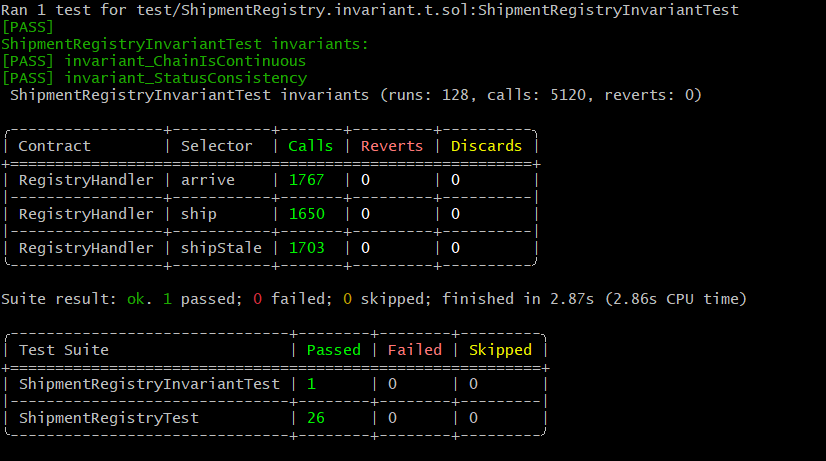 Ran 1 test for test/ShipmentRegistry.invariant.t.sol:ShipmentRegistryInvariantTest
[PASS]
ShipmentRegistryInvariantTest invariants:
[PASS] invariant_ChainIsContinuous
[PASS] invariant_StatusConsistency
 ShipmentRegistryInvariantTest invariants (runs: 128, calls: 5120, reverts: 0)
| Contract | Selector | Calls | Reverts | Discards |
| RegistryHandler | arrive | 1767 | 0 | 0 |
| RegistryHandler | ship | 1650 | 0 | 0 |
| RegistryHandler | shipStale | 1703 | 0 | 0 |
Suite result: ok. 1 passed; 0 failed; 0 skipped; finished in 2.87s (2.86s CPU time)
| Test Suite | Passed | Failed | Skipped |
| ShipmentRegistryInvariantTest | 1 | 0 | 0 |
| ShipmentRegistryTest | 26 | 0 | 0 |